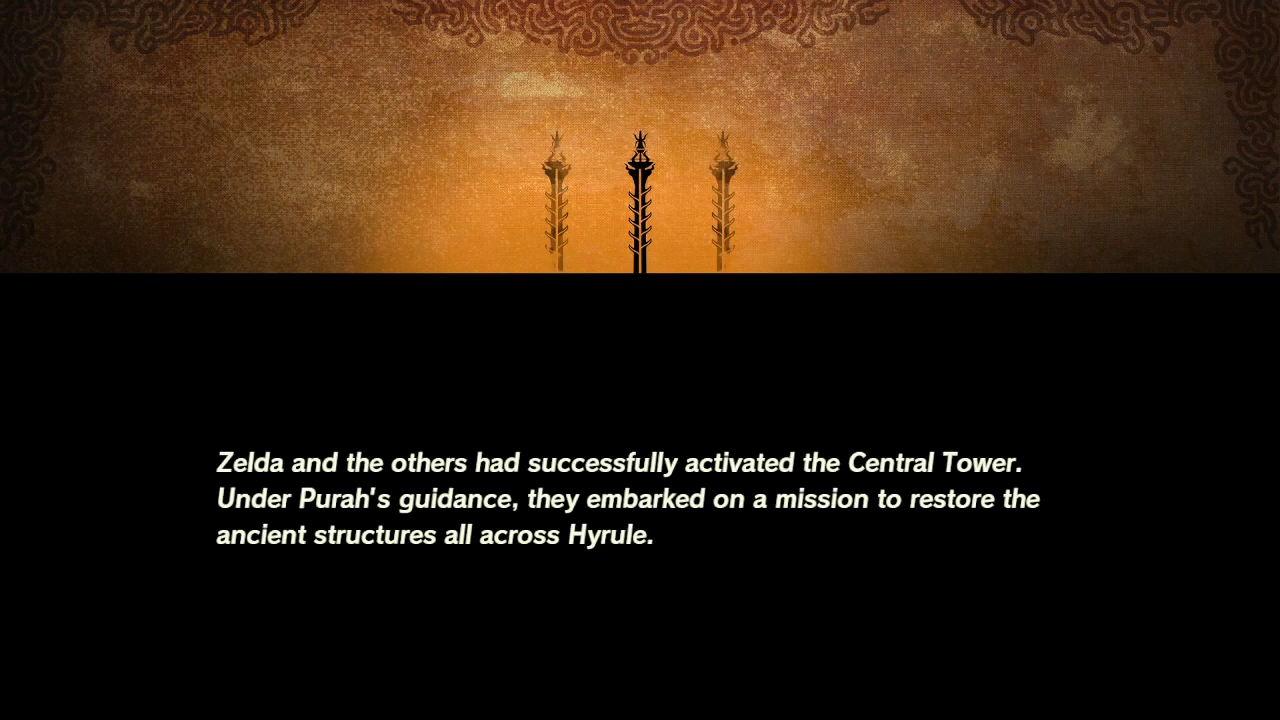 Zelda and the others had successfully activated the Central Tower.
Under Purah's guidance, they embarked on a mission to restore the
ancient structures all across Hyrule.